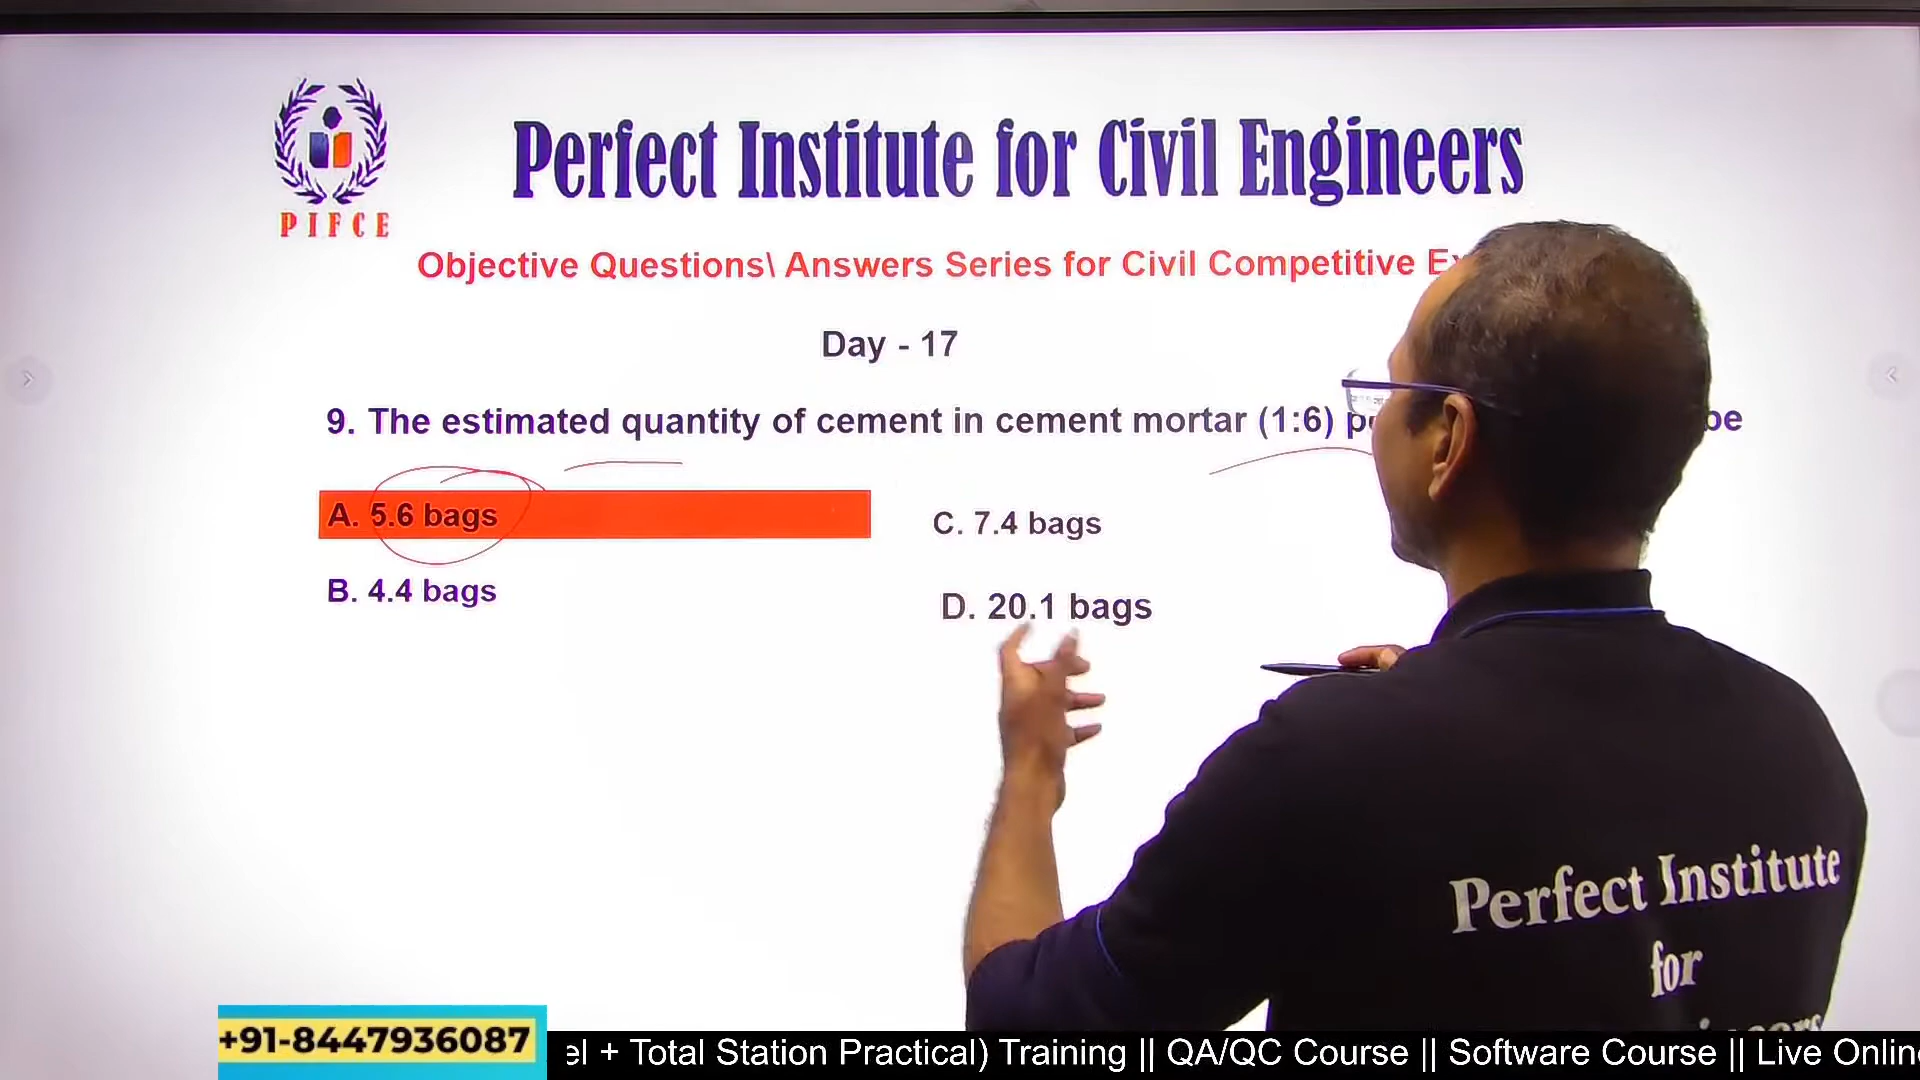 Perfect Institute for Civil Engineers
PIFCE
Objective Questions\ Answers Series for Civil Competitive
Day - 17
9. The estimated quantity of cement in cement mortar (1:6) be
A. 5.6 bags
C. 7.4 bags
B. 4.4 bags
D. 20.1 bags
Perfect Institute
for
+91-8447936087
+ Total Station Practical) Training || QA/QC Course || Software Course || Live